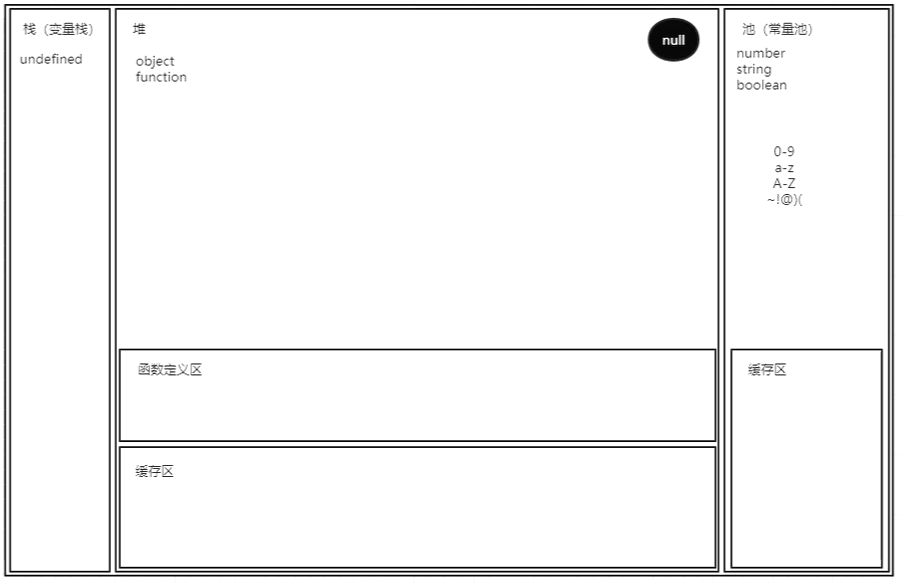 栈（变量栈）
undefined
堆
object
function
null
池（常量池）
number
string
boolean
0-9
a-z
A-Z
~!@)(
函数定义区
缓存区
缓存区